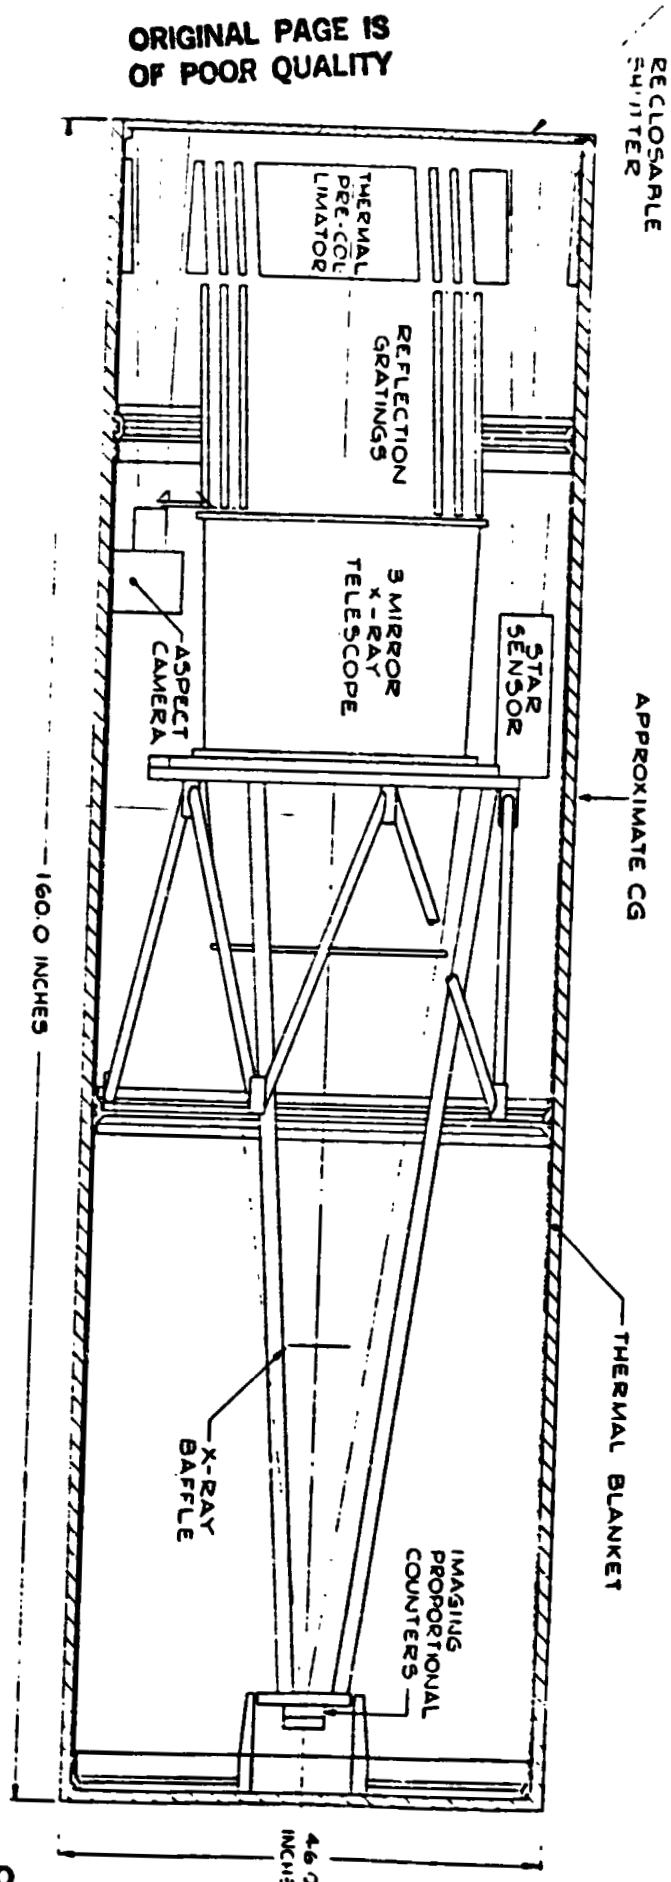 ORIGINAL PAGE IS
OF POOR QUALITY
RECLOSABLE
SHUTTER
THERMAL
PRE-COL
LIMATOR
REFLECTION
GRATINGS
3 MIRROR
X-RAY
TELESCOPE
STAR
SENSOR
ASPECT
CAMERA
APPROXIMATE CG
160.0 INCHES
THERMAL BLANKET
X-RAY
BAFFLE
IMAGING
PROPORTIONAL
COUNTERS